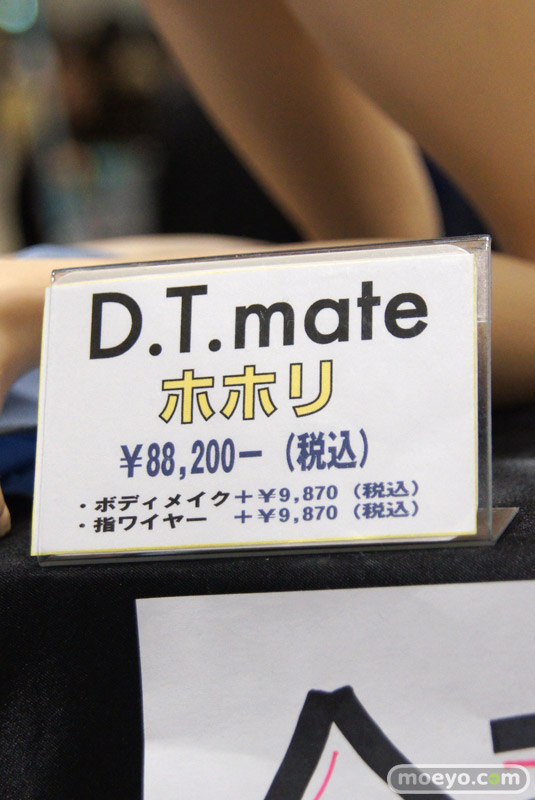 D.T.mate
ホホリ
¥88,200ー（税込）
・ボディメイク＋¥9,870（税込）
・指ワイヤー　＋¥9,870（税込）
moeyo.com